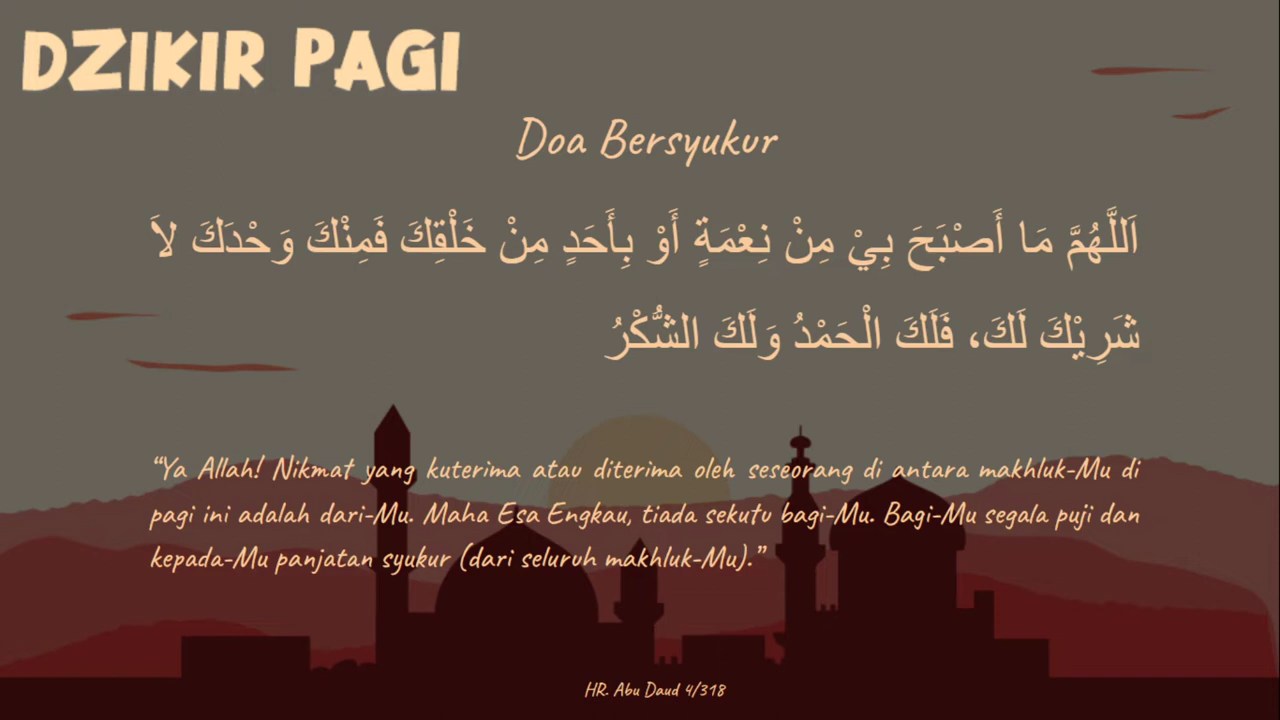 DZIKIR PAGI
Doa Bersyukur
اَللَّهُمَّ مَا أَصْبَحَ بِيْ مِنْ نِعْمَةٍ أَوْ بِأَحَدٍ مِنْ خَلْقِكَ فَمِنْكَ وَحْدَكَ لاَ
شَرِيْكَ لَكَ، فَلَكَ الْحَمْدُ وَلَكَ الشُّكْرُ
“Ya Allah! Nikmat yang kuterima atau diterima oleh seseorang di antara makhluk-Mu di
pagi ini adalah dari-Mu. Maha Esa Engkau, tiada sekutu bagi-Mu. Bagi-Mu segala puji dan
kepada-Mu panjatan syukur (dari seluruh makhluk-Mu).”
HR. Abu Daud 4/318